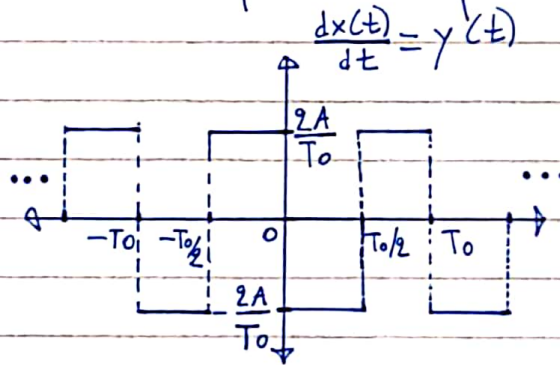 dx(t)/dt = y'(t)
2A/T₀
... ...
-T₀ -T₀/2 0 T₀/2 T₀
-2A/T₀